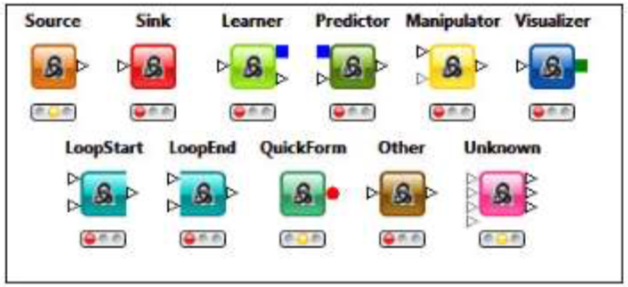 Source Sink Learner Predictor Manipulator Visualizer
LoopStart LoopEnd QuickForm Other Unknown